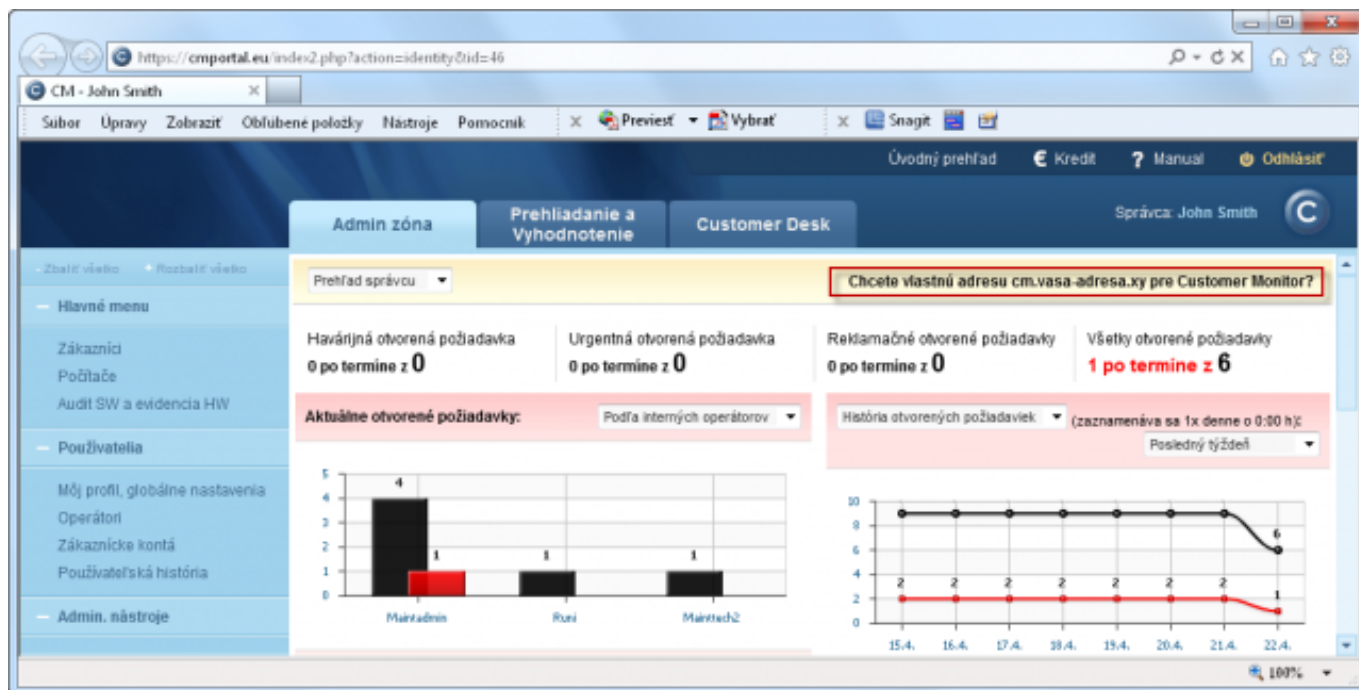 https://cmportal.eu/index2.php?action=identity&tid=46
CM - John Smith
Súbor Úpravy Zobraziť Obľúbené položky Nástroje Pomocník x Previesť Vybrať x Snagit
Úvodný prehľad € Kredit ? Manual Odhlásiť
Admin zóna
Prehliadanie a
Vyhodnotenie
Customer Desk
Správca: John Smith
- Zbaliť všetko + Rozbaliť všetko
Hlavné menu
Zákazníci
Počítače
Audit SW a evidencia HW
Používatelia
Môj profil, globálne nastavenia
Operátori
Zákaznícke kontá
Používateľská história
Admin. nástroje
Prehľad správcu
Chcete vlastnú adresu cm.vasa-adresa.xy pre Customer Monitor?
Havárijná otvorená požiadavka
0 po termíne z 0
Urgentná otvorená požiadavka
0 po termíne z 0
Reklamačné otvorené požiadavky
0 po termíne z 0
Všetky otvorené požiadavky
1 po termíne z 6
Aktuálne otvorené požiadavky:
Podľa interných operátorov
História otvorených požiadaviek
(zaznamenáva sa 1x denne o 0:00 h):
Posledný týždeň
5
4
3
2
1
0
4
1
1
1
Maintadmin Runi Mainttech2
10
8
6
4
2
0
6
2 2 2 2 2 2 2 1
15.4. 16.4. 17.4. 18.4. 19.4. 20.4. 21.4. 22.4.
100%